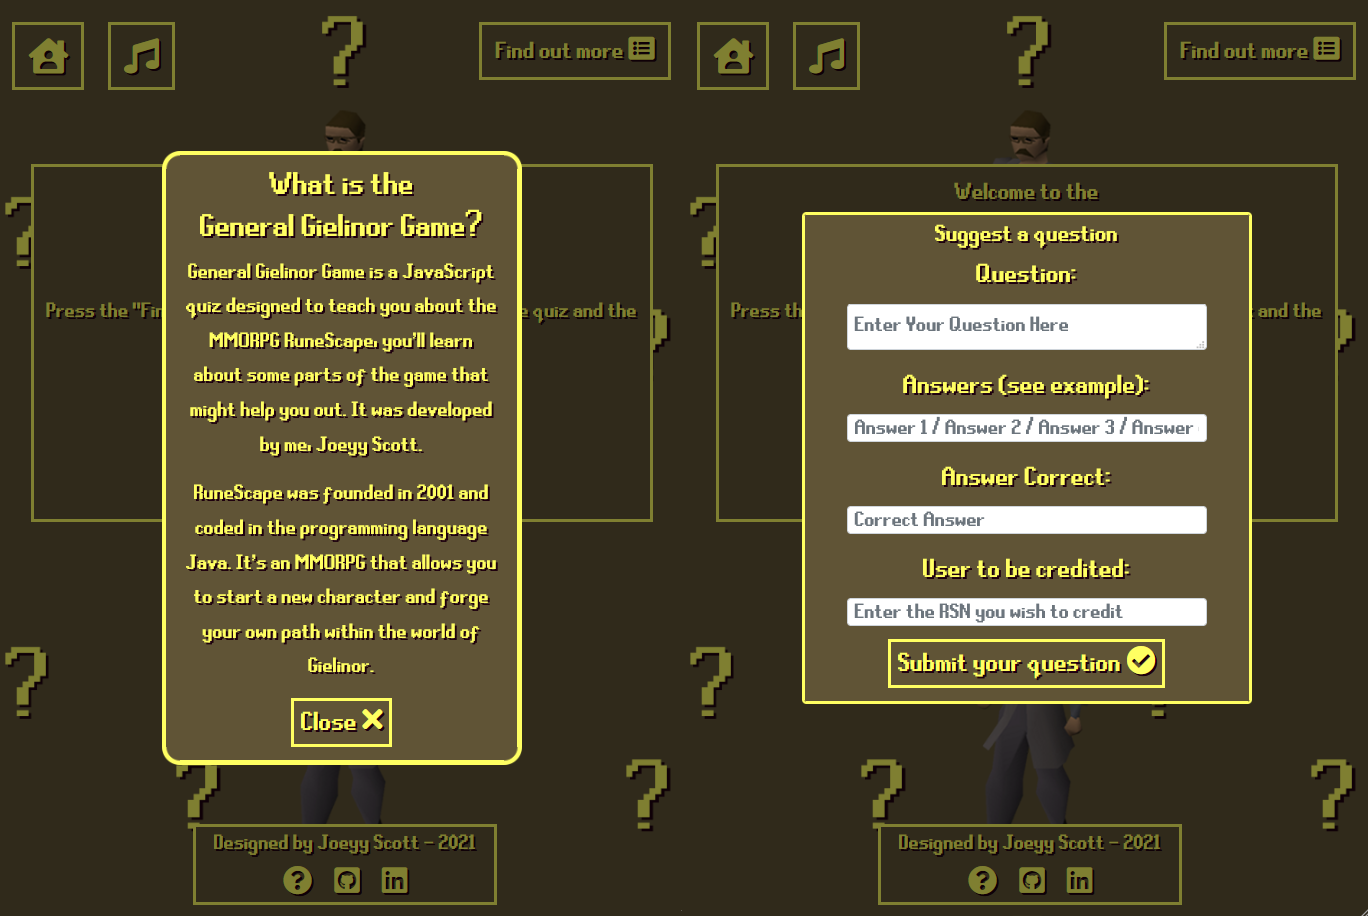 Find out more
What is the
General Gielinor Game?
General Gielinor Game is a JavaScript
quiz designed to teach you about the
MMORPG RuneScape, you'll learn
about some parts of the game that
might help you out. It was developed
by me, Joeyy Scott.
RuneScape was founded in 2001 and
coded in the programming language
Java. It's an MMORPG that allows you
to start a new character and forge
your own path within the world of
Gielinor.
Close
Press the "Fin
e quiz and the
Designed by Joeyy Scott - 2021
in
Find out more
Welcome to the
Suggest a question
Question:
Enter Your Question Here
Answers (see example):
Answer 1 / Answer 2 / Answer 3 / Answer
Answer Correct:
Correct Answer
User to be credited:
Enter the RSN you wish to credit
Submit your question
Press th
and the
Designed by Joeyy Scott - 2021
in